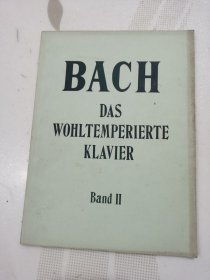 BACH
DAS
WOHLTEMPERIERTE
KLAVIER
Band II